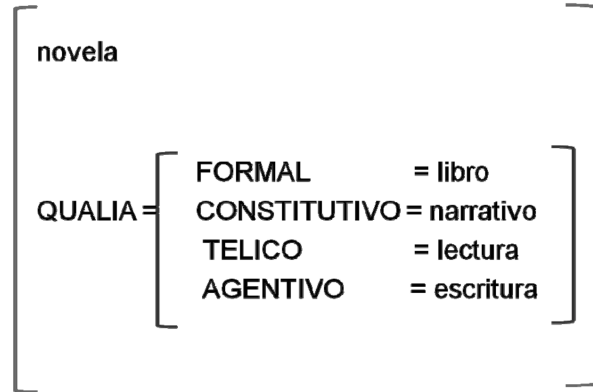 novela
FORMAL = libro
QUALIA = CONSTITUTIVO = narrativo
TELICO = lectura
AGENTIVO = escritura